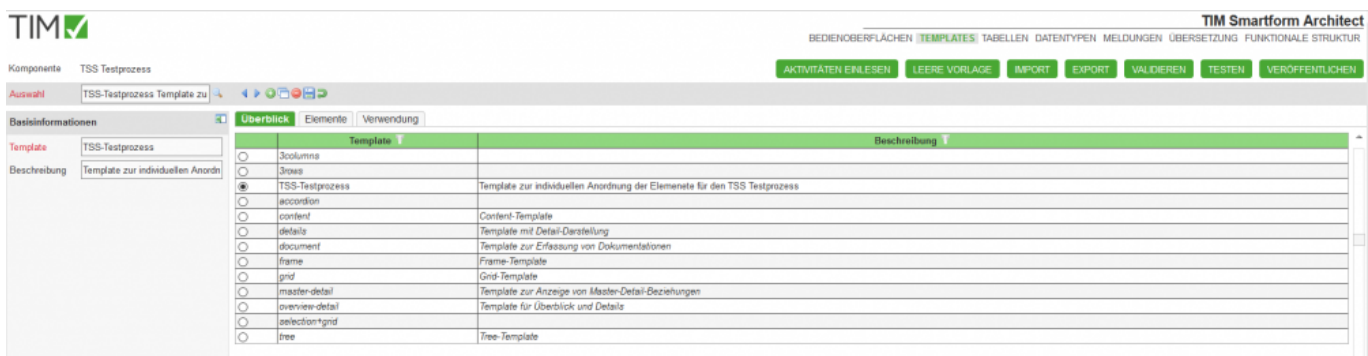 TIM
TIM Smartform Architect
BEDIENOBERFLÄCHEN TEMPLATES TABELLEN DATENTYPEN MELDUNGEN ÜBERSETZUNG FUNKTIONALE STRUKTUR
Komponente TSS Testprozess
AKTIVITÄTEN EINLESEN LEERE VORLAGE IMPORT EXPORT VALIDIEREN TESTEN VERÖFFENTLICHEN
Auswahl TSS-Testprozess Template zu
Basisinformationen
Überblick Elemente Verwendung
Template TSS-Testprozess
Beschreibung Template zur individuellen Anordn
Template Beschreibung
3columns
3rows
TSS-Testprozess Template zur individuellen Anordnung der Elemenete für den TSS Testprozess
accordion
content Content-Template
details Template mit Detail-Darstellung
document Template zur Erfassung von Dokumentationen
frame Frame-Template
grid Grid-Template
master-detail Template zur Anzeige von Master-Detail-Beziehungen
overview-detail Template für Überblick und Details
selection+grid
tree Tree-Template